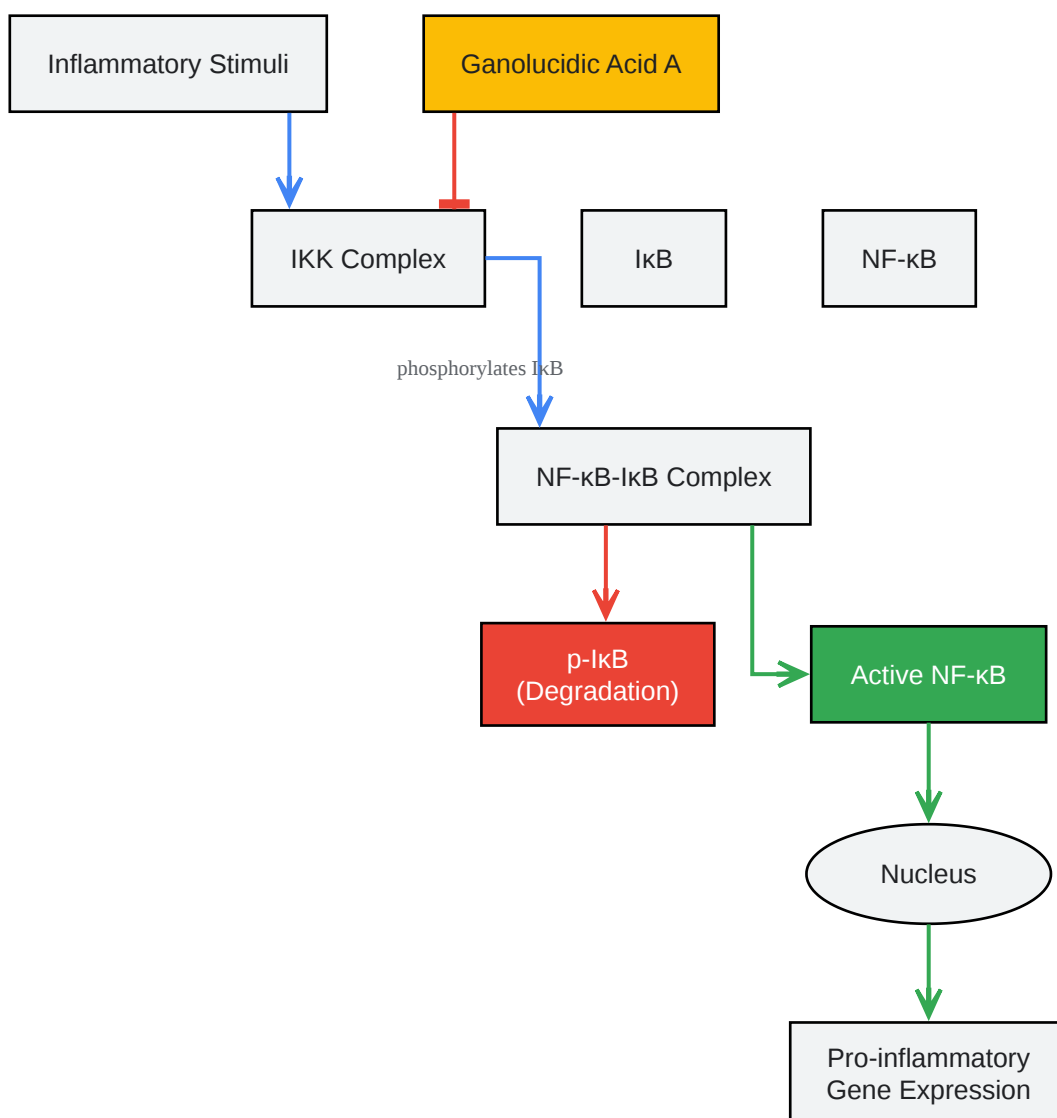 Inflammatory Stimuli
Ganolucidic Acid A
IKK Complex
IκB
NF-κB
phosphorylates IκB
NF-κB-IκB Complex
p-IκB
(Degradation)
Active NF-κB
Nucleus
Pro-inflammatory
Gene Expression